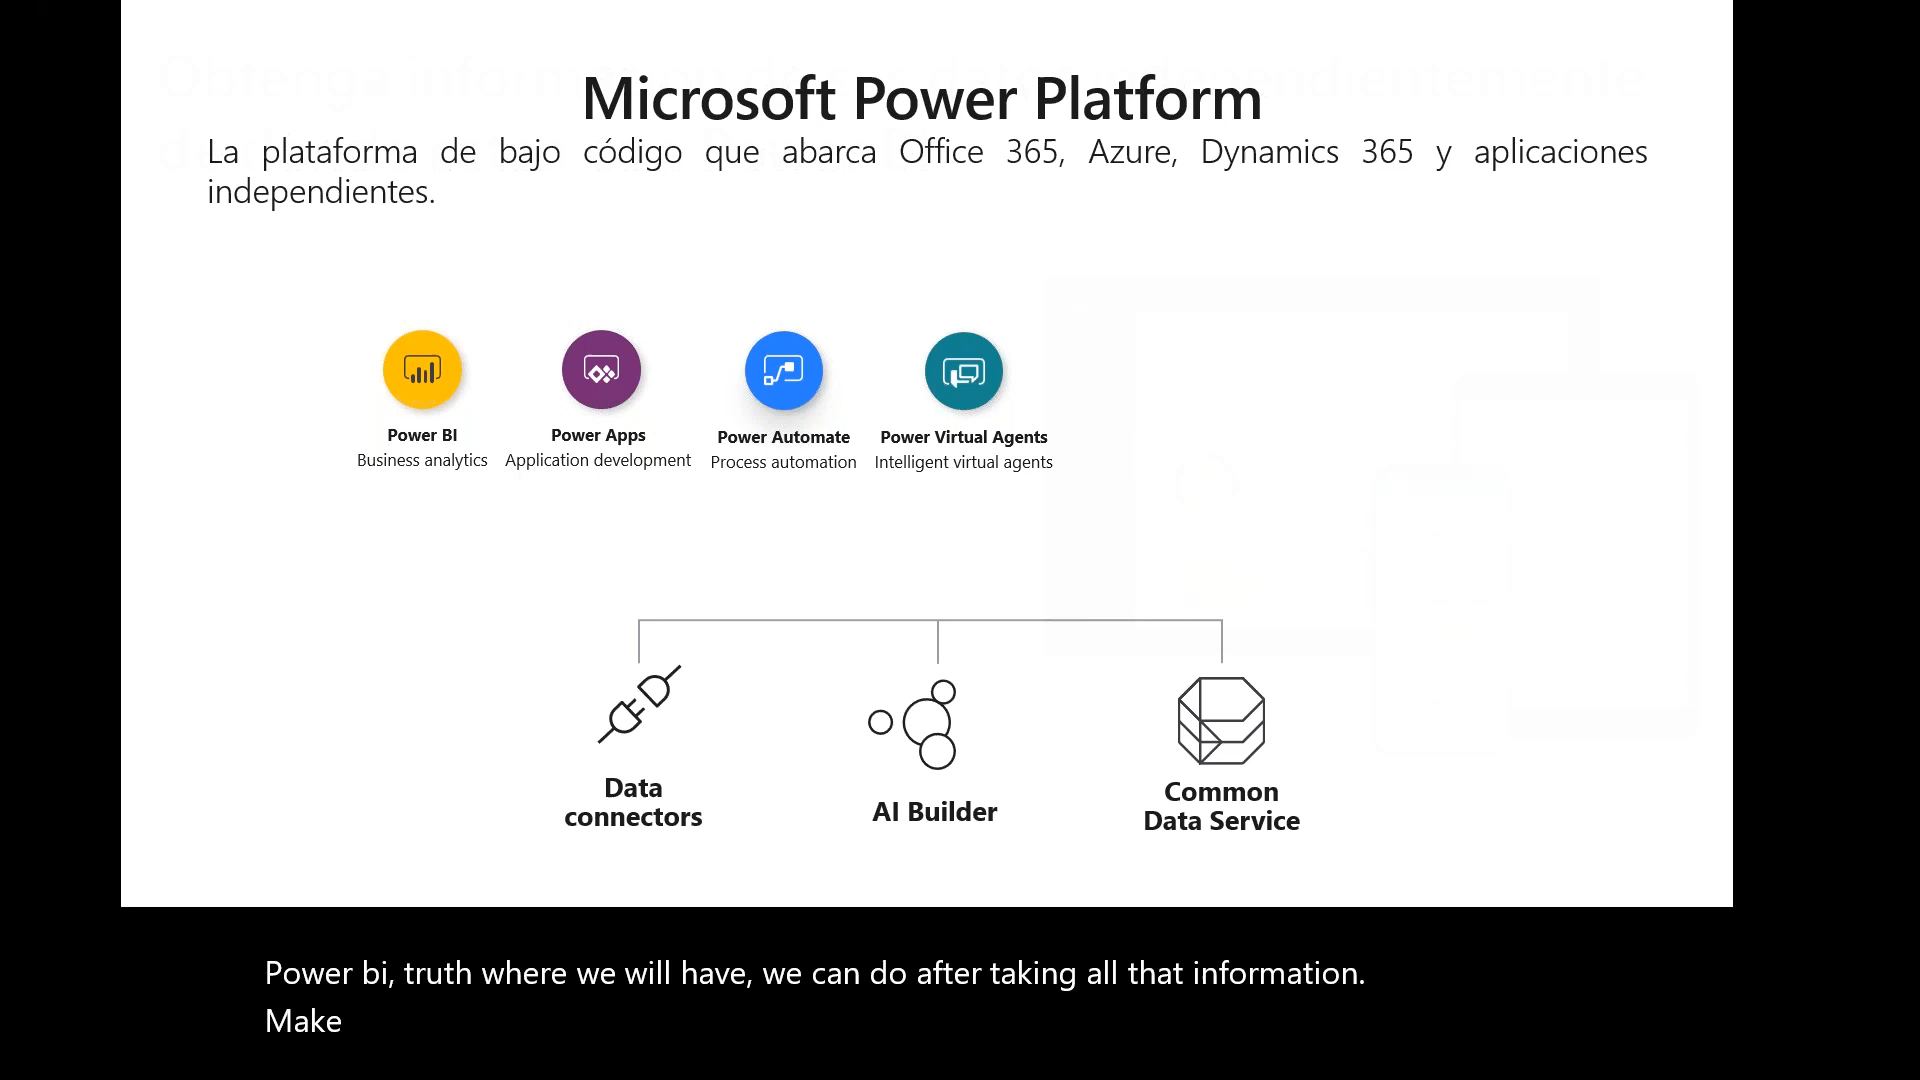 Microsoft Power Platform
La plataforma de bajo código que abarca Office 365, Azure, Dynamics 365 y aplicaciones
independientes.
Power BI
Business analytics
Power Apps
Application development
Power Automate
Process automation
Power Virtual Agents
Intelligent virtual agents
Data
connectors
AI Builder
Common
Data Service
Power bi, truth where we will have, we can do after taking all that information.
Make